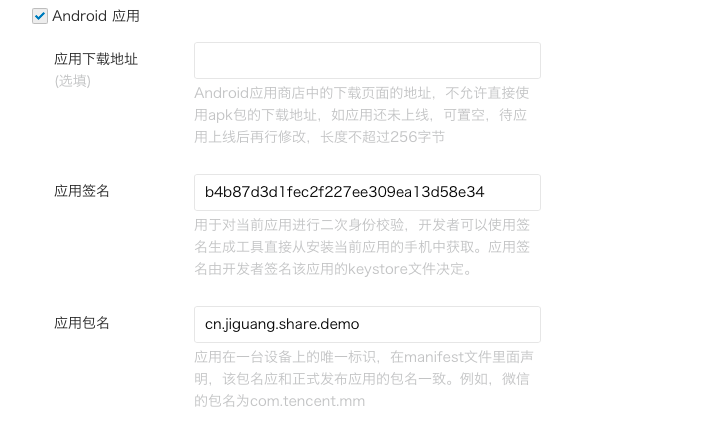 Android 应用
应用下载地址
(选填)
Android应用商店中的下载页面的地址，不允许直接使
用apk包的下载地址，如应用还未上线，可置空，待应
用上线后再行修改，长度不超过256字节
应用签名
b4b87d3d1fec2f227ee309ea13d58e34
用于对当前应用进行二次身份校验，开发者可以使用签
名生成工具直接从安装当前应用的手机中获取。应用签
名由开发者签名该应用的keystore文件决定。
应用包名
cn.jiguang.share.demo
应用在一台设备上的唯一标识，在manifest文件里面声
明，该包名应和正式发布应用的包名一致。例如，微信
的包名为com.tencent.mm